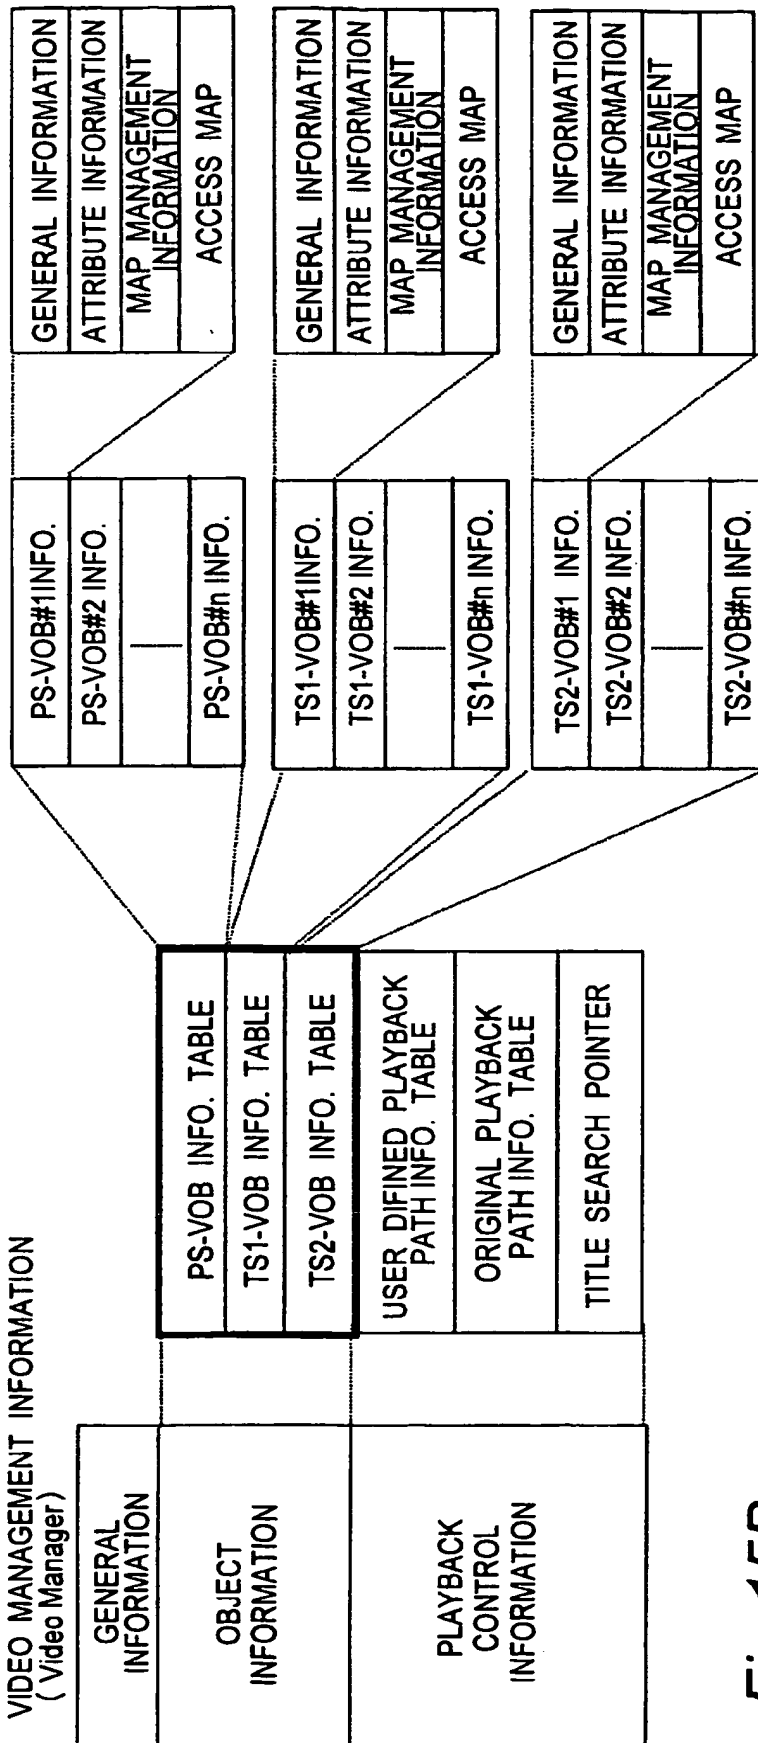 VIDEO MANAGEMENT INFORMATION
( Video Manager)
GENERAL
INFORMATION
OBJECT
INFORMATION
PLAYBACK
CONTROL
INFORMATION
PS-VOB INFO. TABLE
TS1-VOB INFO. TABLE
TS2-VOB INFO. TABLE
USER DIFINED PLAYBACK
PATH INFO. TABLE
ORIGINAL PLAYBACK
PATH INFO. TABLE
TITLE SEARCH POINTER
PS-VOB#1INFO.
PS-VOB#2 INFO.
PS-VOB#n INFO.
TS1-VOB#1INFO.
TS1-VOB#2 INFO.
TS1-VOB#n INFO.
TS2-VOB#1 INFO.
TS2-VOB#2 INFO.
TS2-VOB#n INFO.
GENERAL INFORMATION
ATTRIBUTE INFORMATION
MAP MANAGEMENT
INFORMATION
ACCESS MAP
GENERAL INFORMATION
ATTRIBUTE INFORMATION
MAP MANAGEMENT
INFORMATION
ACCESS MAP
GENERAL INFORMATION
ATTRIBUTE INFORMATION
MAP MANAGEMENT
INFORMATION
ACCESS MAP